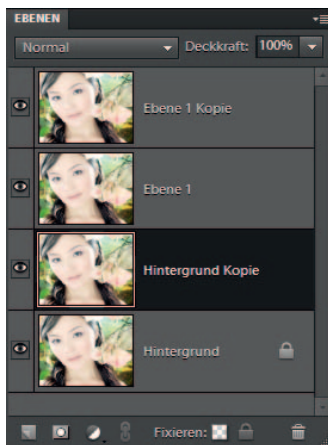 EBENEN
Normal Deckkraft: 100%
Ebene 1 Kopie
Ebene 1
Hintergrund Kopie
Hintergrund
Fixieren: